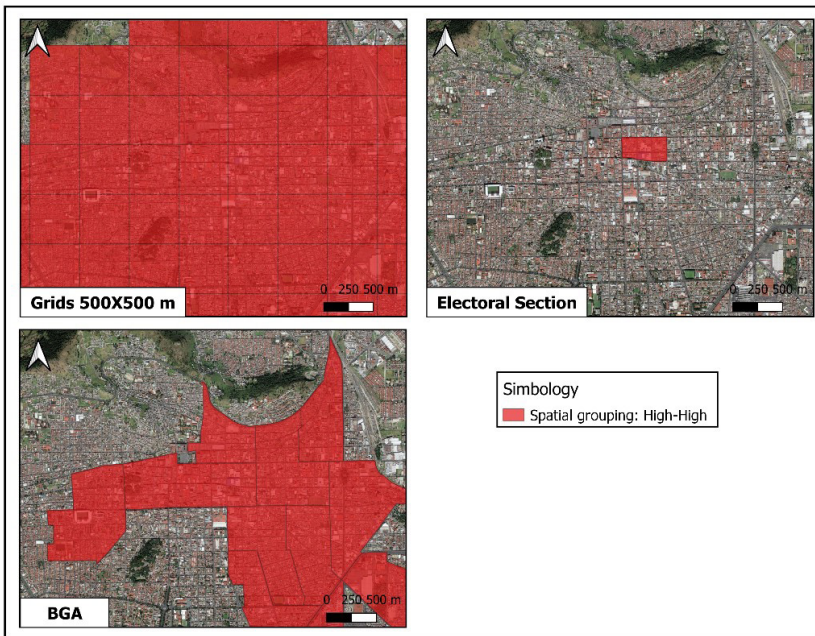 0 250 500 m
Grids 500X500 m
0 250 500 m
Electoral Section
0 250 500 m
BGA
Simbology
Spatial grouping: High-High